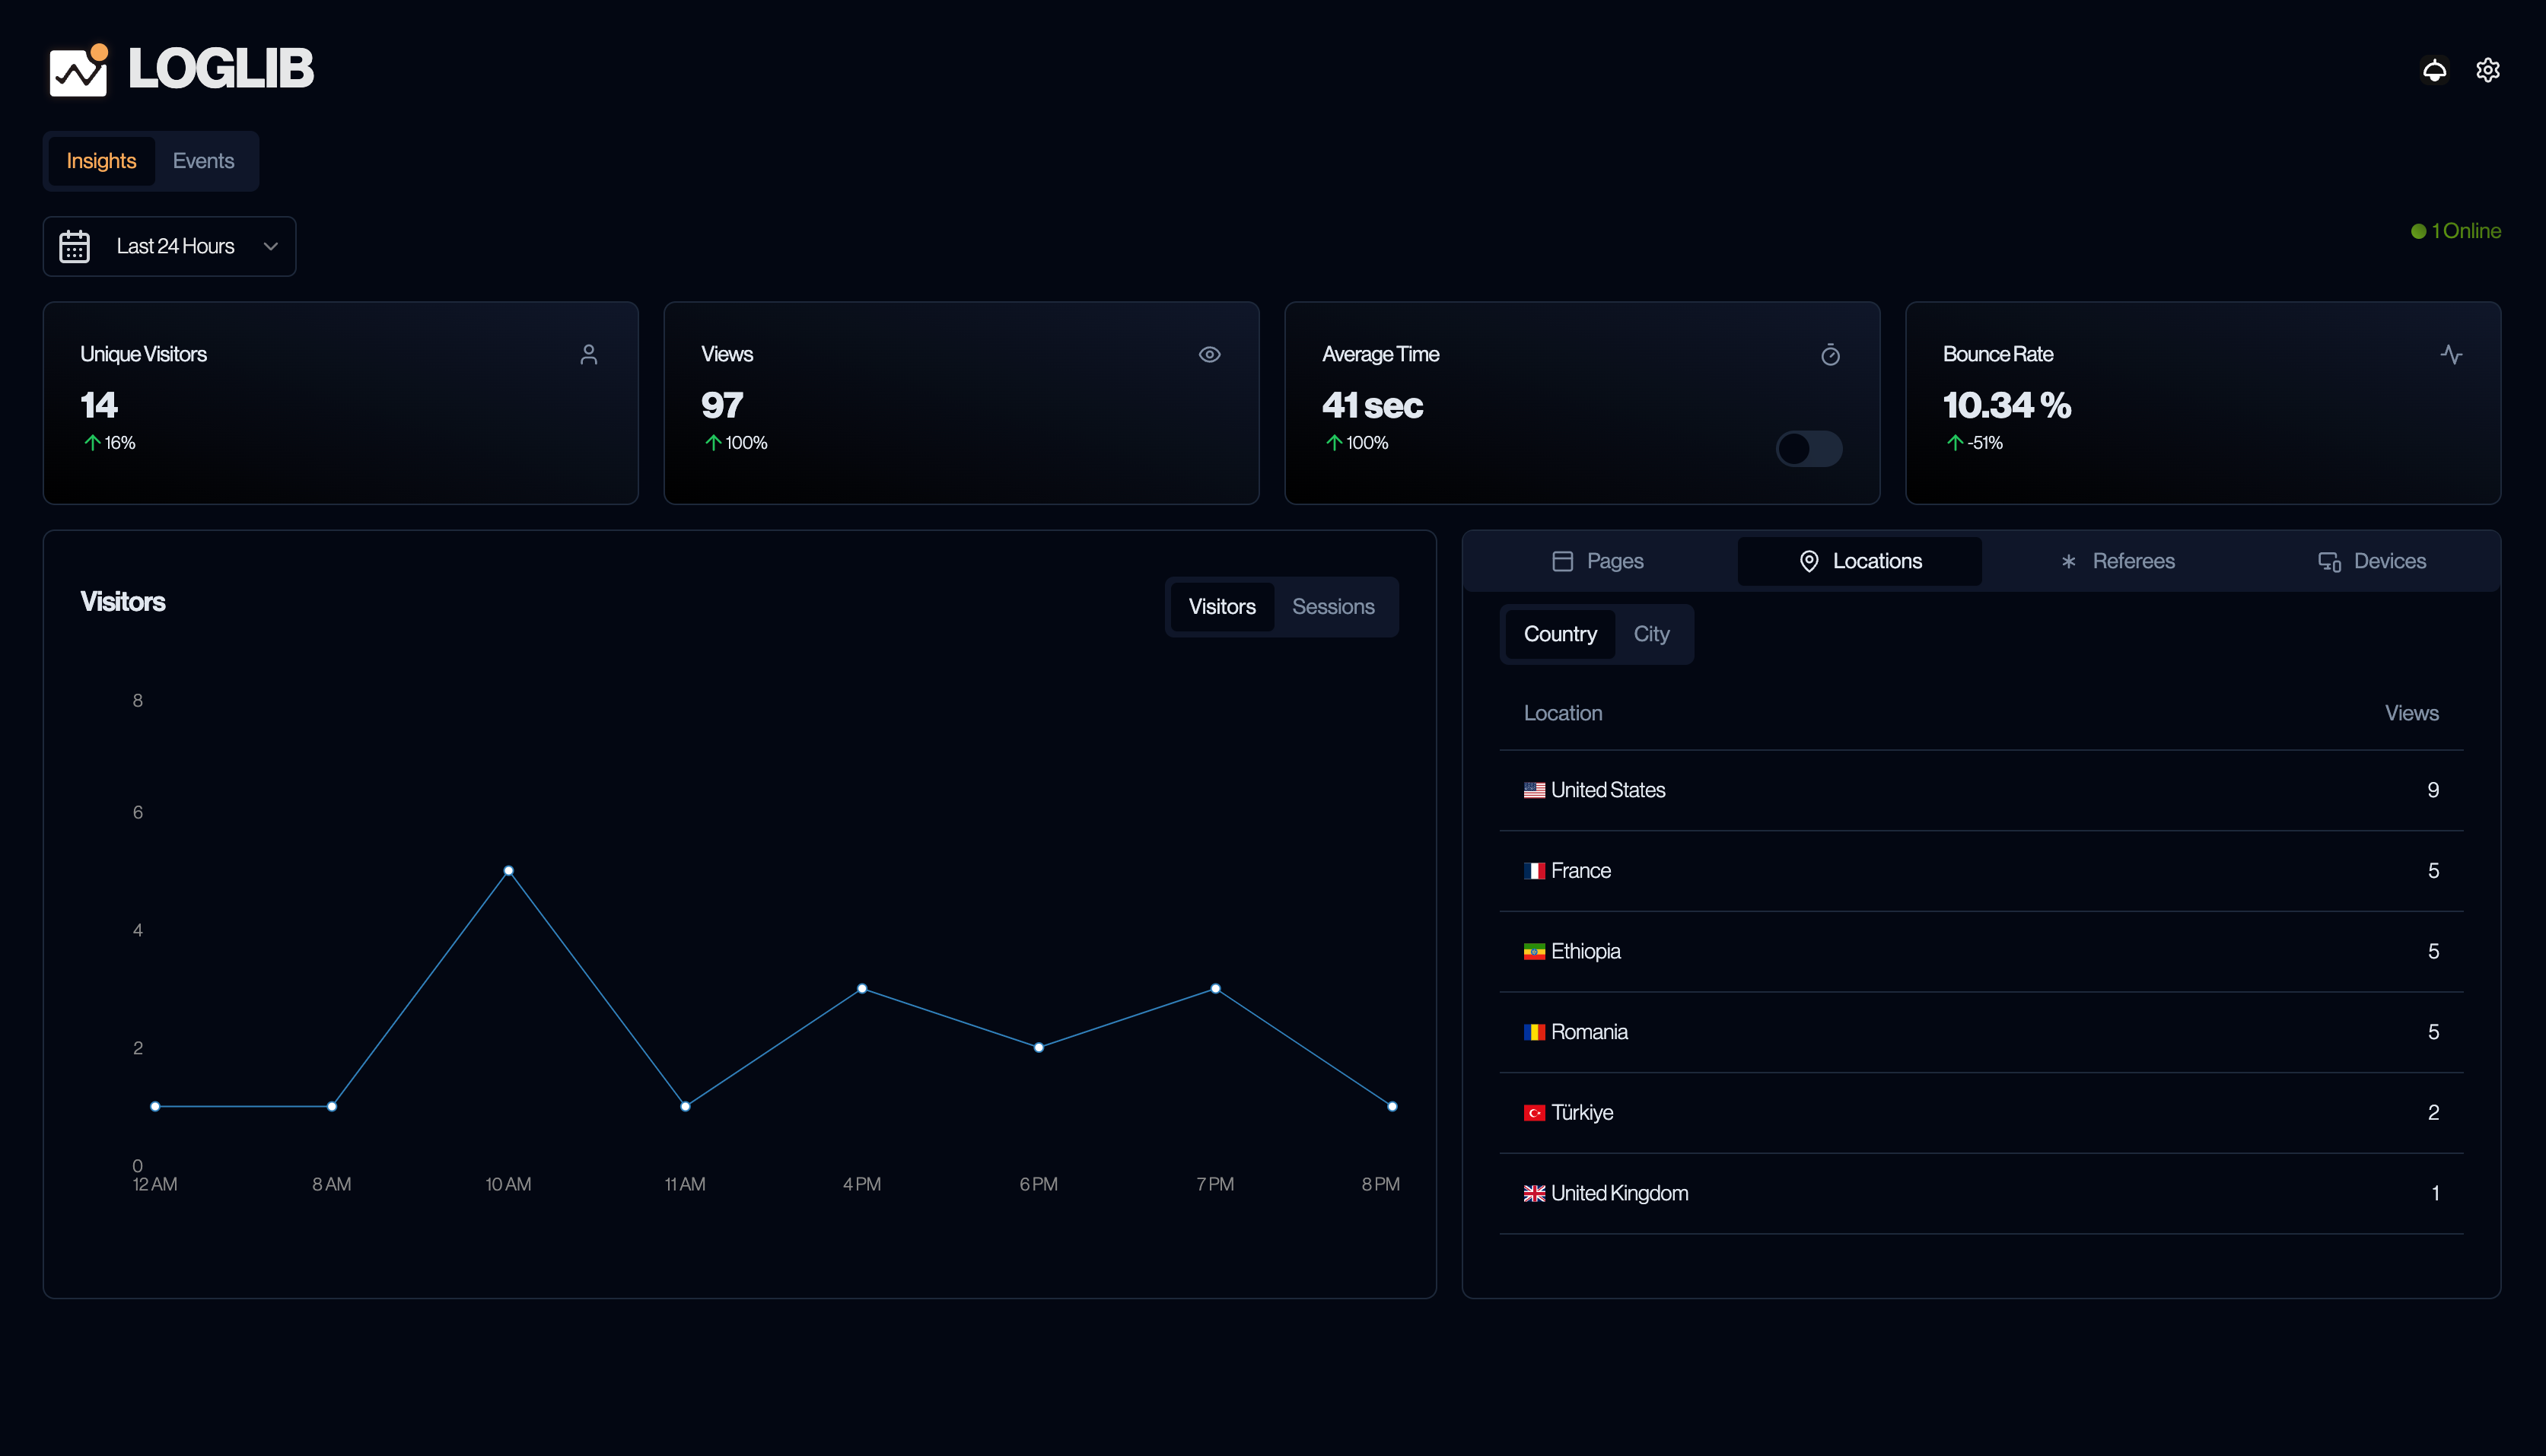 LOGLIB
Insights Events
Last 24 Hours
1 Online
Unique Visitors
14
16%
Views
97
100%
Average Time
41 sec
100%
Bounce Rate
10.34 %
-51%
Visitors
Visitors Sessions
8
6
4
2
0
12 AM 8 AM 10 AM 11 AM 4 PM 6 PM 7 PM 8 PM
Pages Locations Referees Devices
Country City
Location Views
United States 9
France 5
Ethiopia 5
Romania 5
Türkiye 2
United Kingdom 1